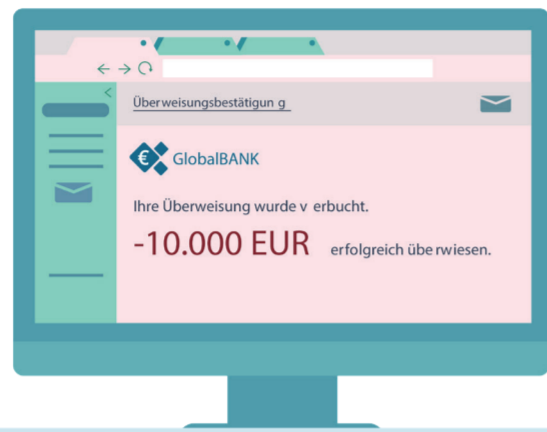 Überweisungsbestätigun g
GlobalBANK
Ihre Überweisung wurde v erbucht.
-10.000 EUR erfolgreich übe rwiesen.